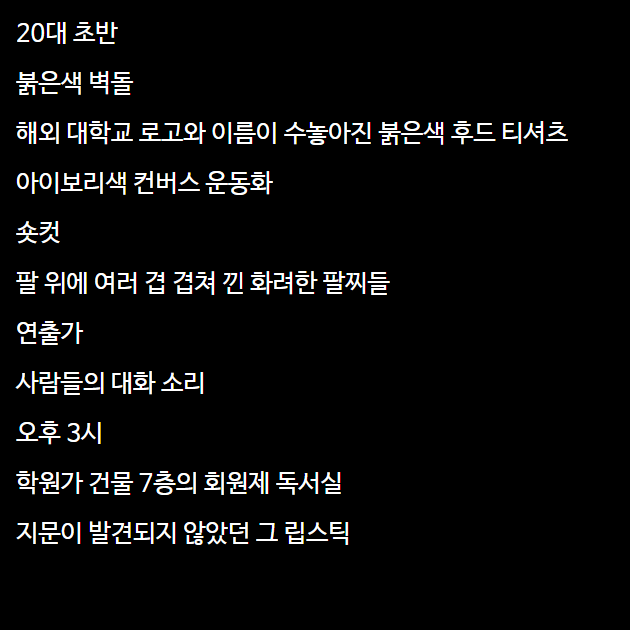 20대 초반
붉은색 벽돌
해외 대학교 로고와 이름이 수놓아진 붉은색 후드 티셔츠
아이보리색 컨버스 운동화
숏컷
팔 위에 여러 겹 겹쳐 낀 화려한 팔찌들
연출가
사람들의 대화 소리
오후 3시
학원가 건물 7층의 회원제 독서실
지문이 발견되지 않았던 그 립스틱